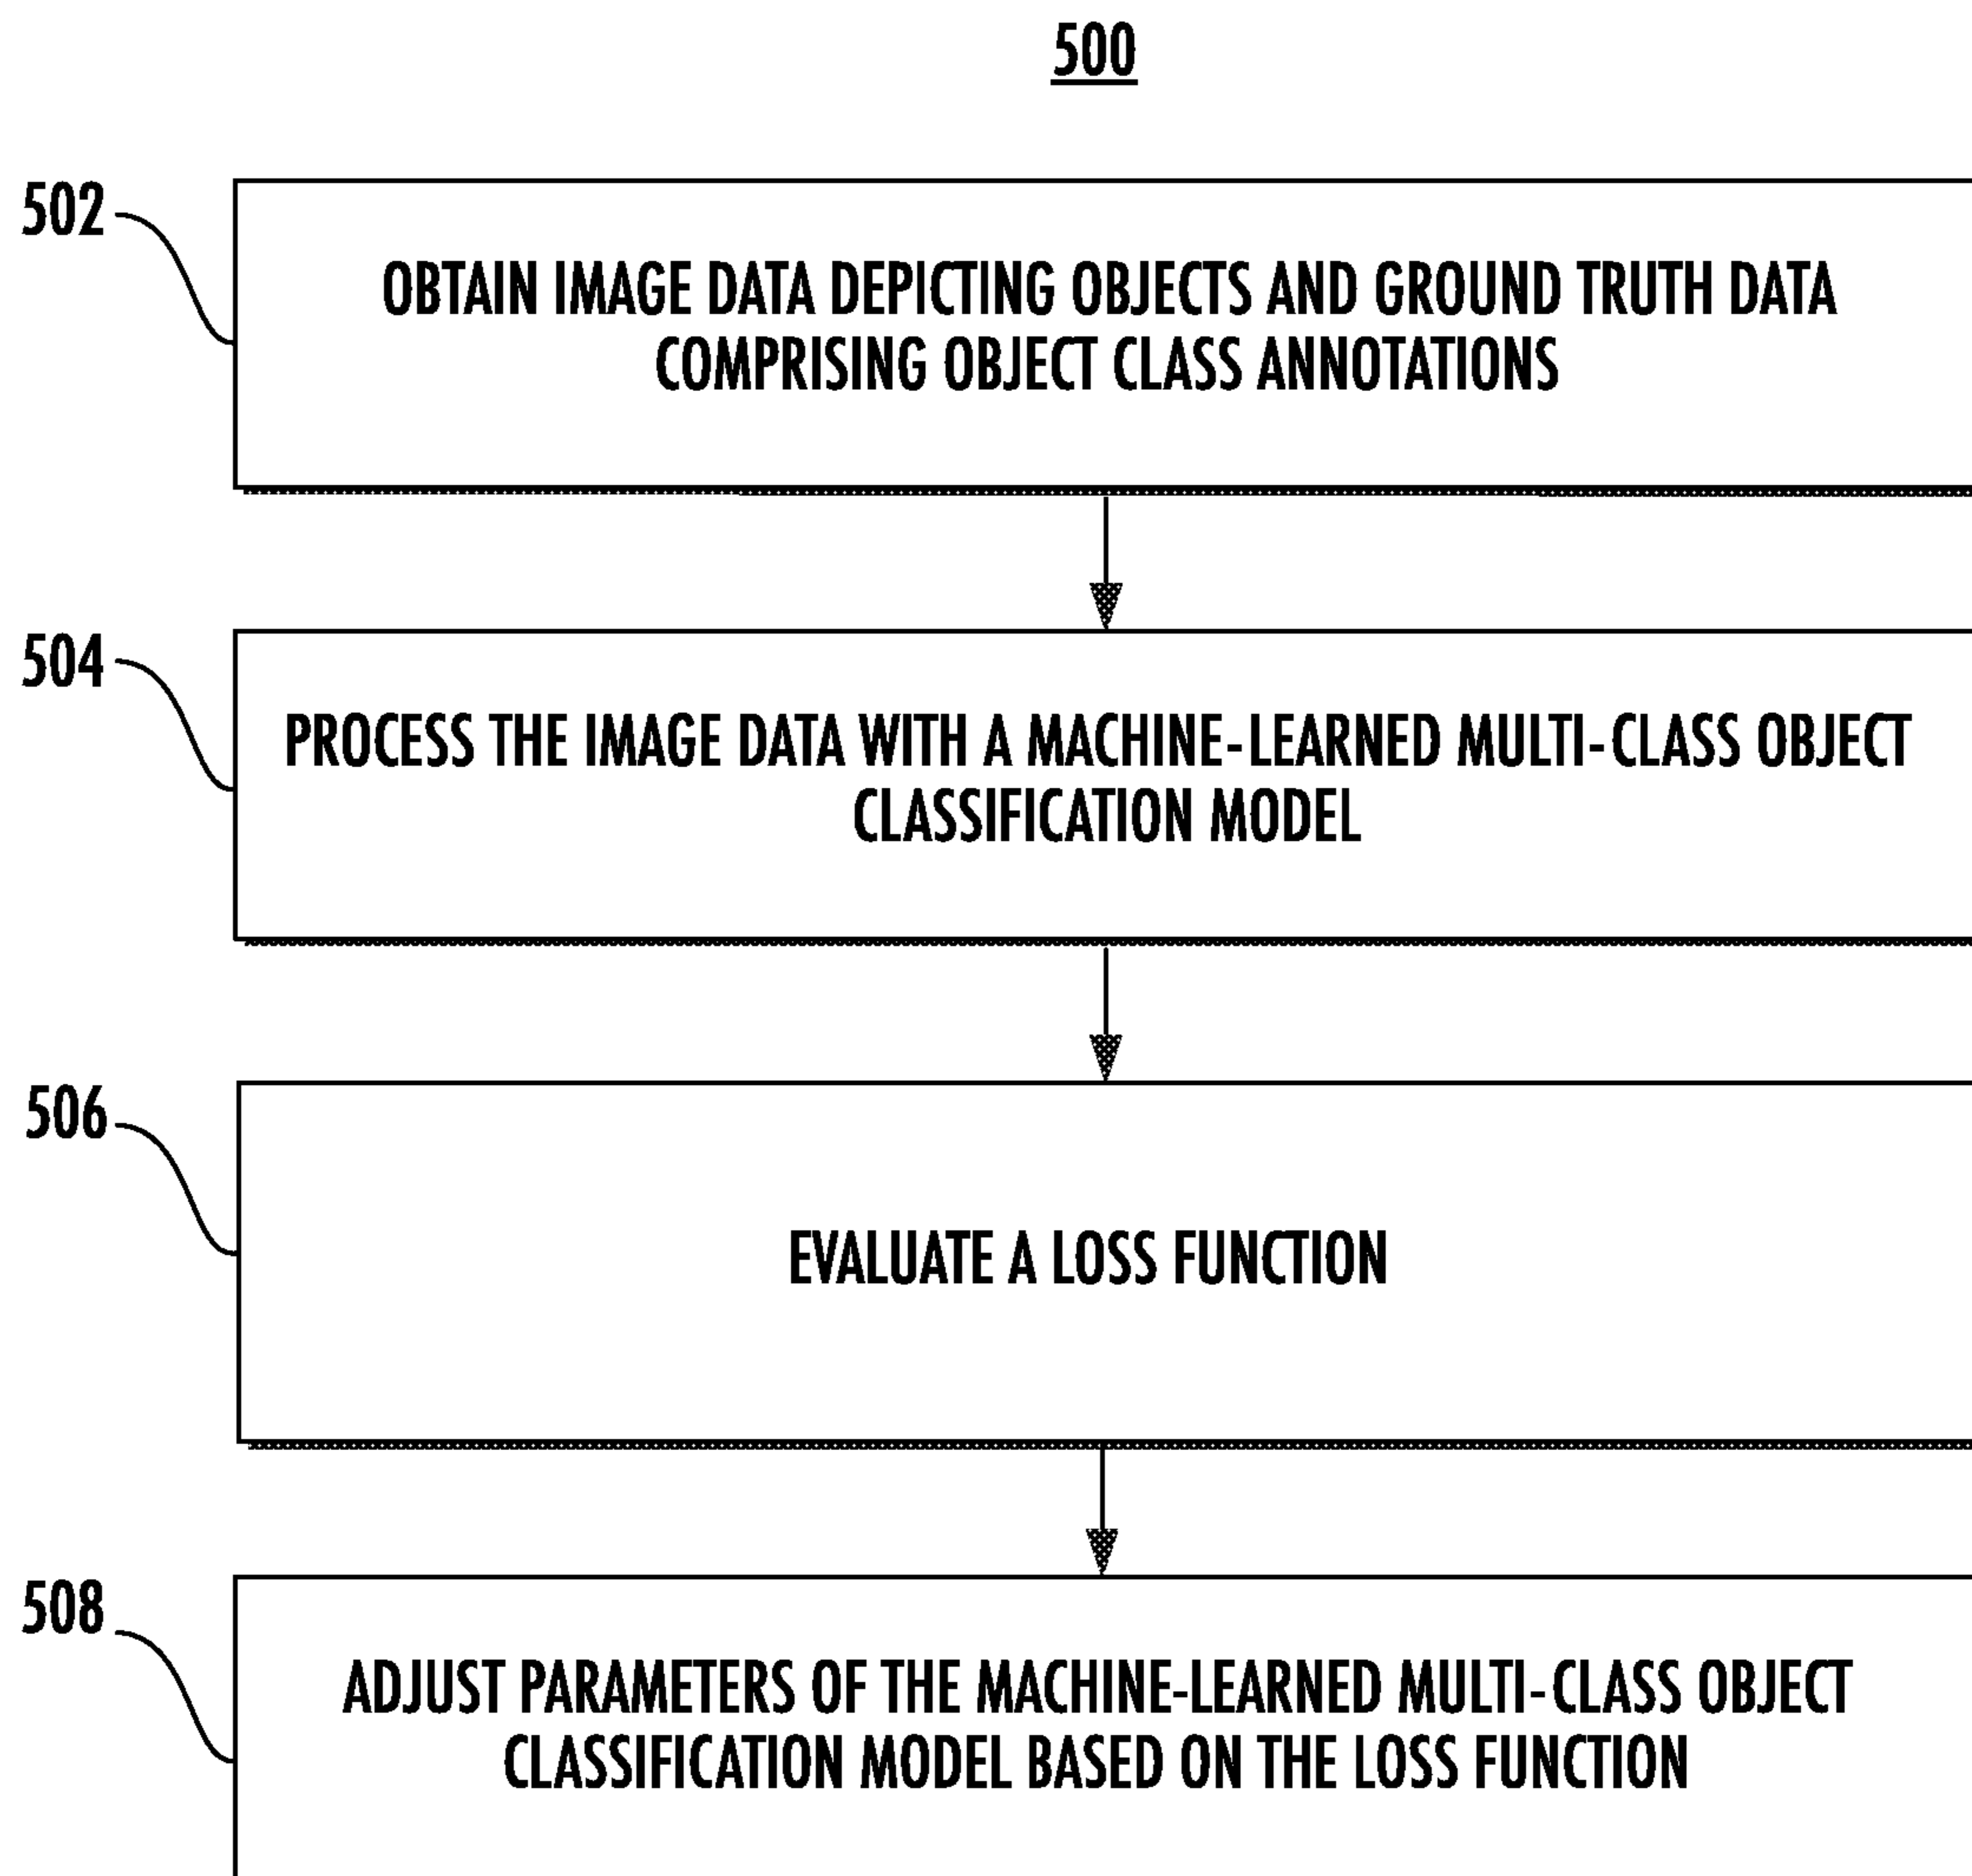 500
502
OBTAIN IMAGE DATA DEPICTING OBJECTS AND GROUND TRUTH DATA
COMPRISING OBJECT CLASS ANNOTATIONS
504
PROCESS THE IMAGE DATA WITH A MACHINE-LEARNED MULTI-CLASS OBJECT
CLASSIFICATION MODEL
506
EVALUATE A LOSS FUNCTION
508
ADJUST PARAMETERS OF THE MACHINE-LEARNED MULTI-CLASS OBJECT
CLASSIFICATION MODEL BASED ON THE LOSS FUNCTION